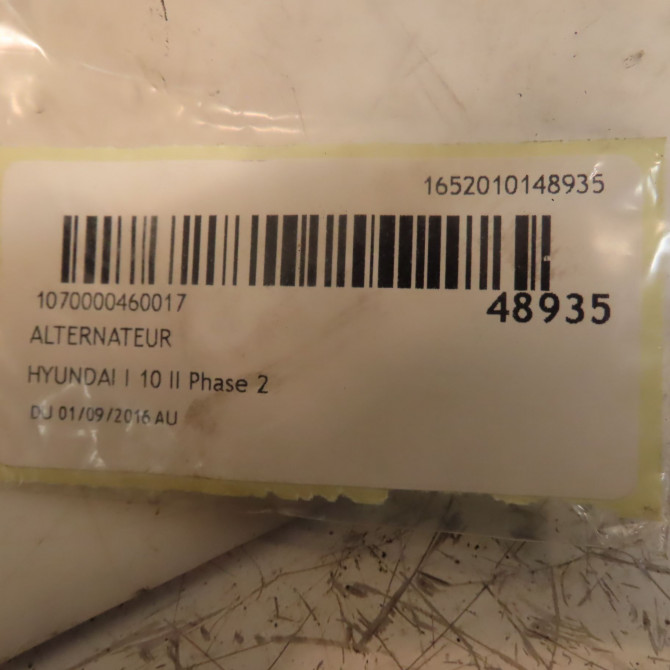 1652010148935
1070000460017
48935
ALTERNATEUR
HYUNDAI I 10 II Phase 2
DU 01/09/2016 AU